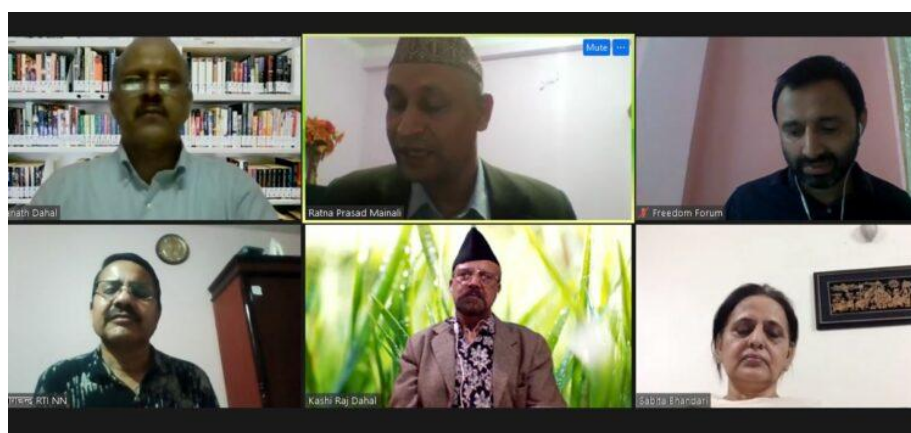 Mute ...
nath Dahal
Ratna Prasad Mainali
Freedom Forum
RTI NN
Kashi Raj Dahal
Sabita Bhandari